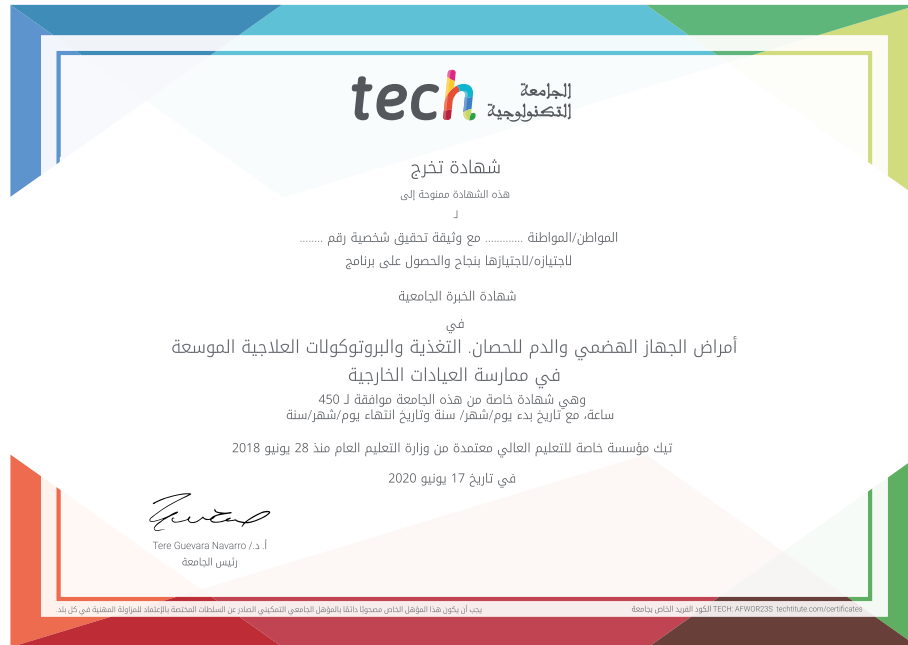 tech الجامعة
التكنولوجية
شهادة تخرج
هذه الشهادة ممنوحة إلى
لـ
المواطن/المواطنة ............. مع وثيقة تحقيق شخصية رقم ........
لاجتيازه/لاجتيازها بنجاح والحصول على برنامج
شهادة الخبرة الجامعية
في
أمراض الجهاز الهضمي والدم للحصان. التغذية والبروتوكولات العلاجية الموسعة
في ممارسة العيادات الخارجية
وهي شهادة خاصة من هذه الجامعة موافقة لـ 450
ساعة، مع تاريخ بدء يوم/شهر/ سنة وتاريخ انتهاء يوم/شهر/سنة
تيك مؤسسة خاصة للتعليم العالي معتمدة من وزارة التعليم العام منذ 28 يونيو 2018
في تاريخ 17 يونيو 2020
أ. د./ Tere Guevara Navarro
رئيس الجامعة
يجب أن يكون هذا المؤهل الخاص مصحوبًا دائمًا بالمؤهل الجامعي التمكيني الصادر عن السلطات المختصة بالإعتماد للمزاولة المهنية في كل بلد.
الكود الفريد الخاص بجامعة TECH: AFWOR23S techtitute.com/certificates